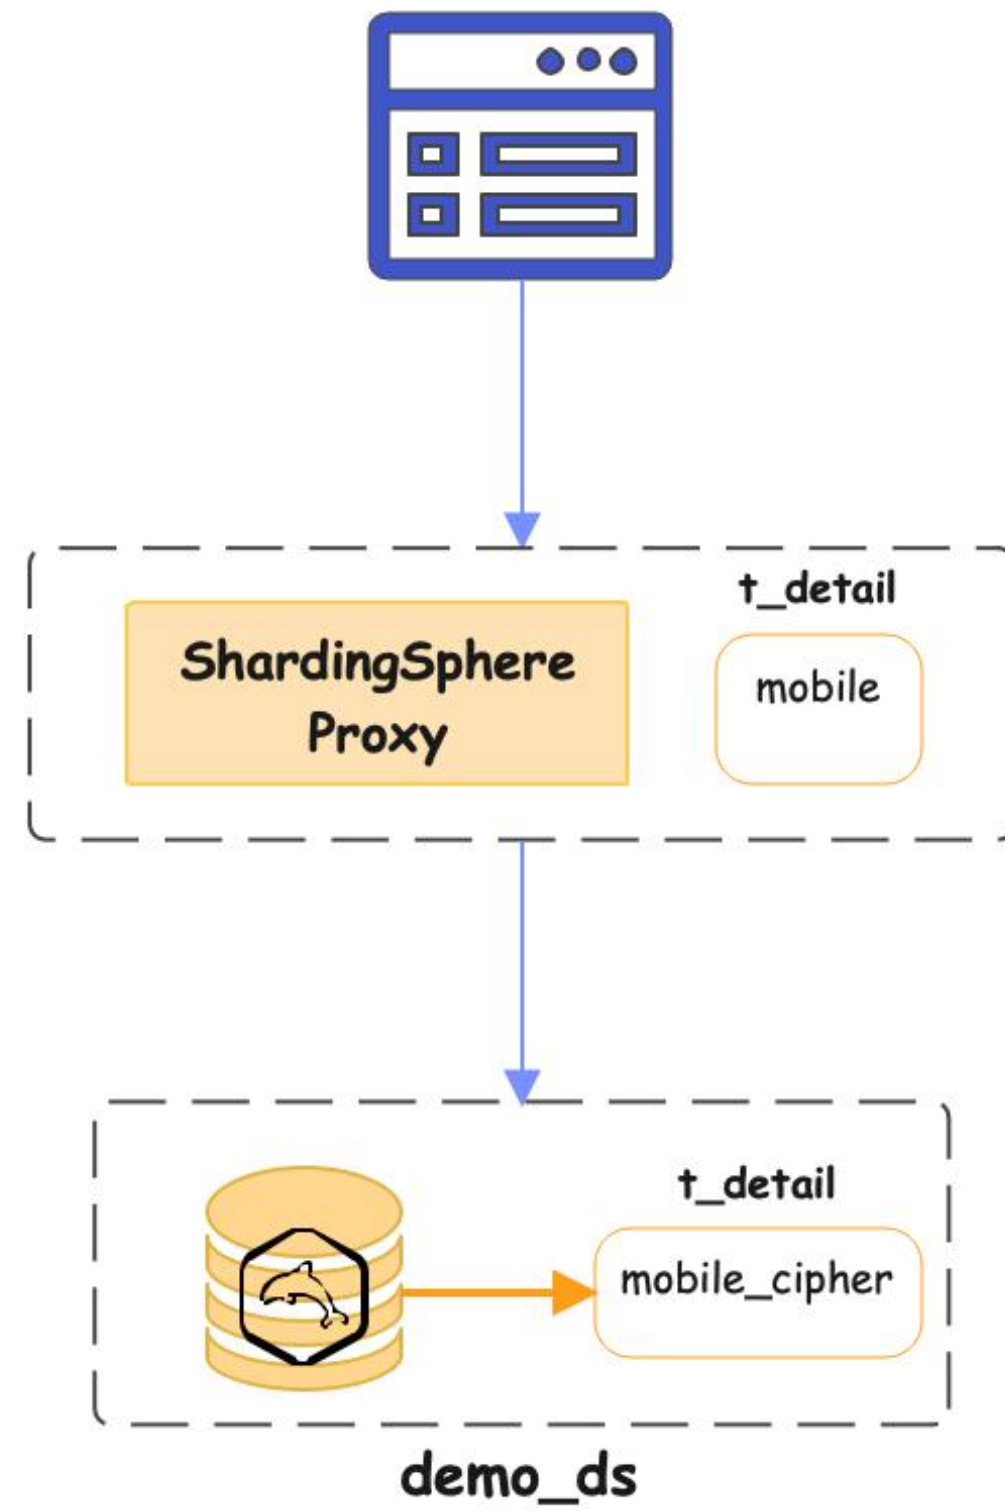 t_detail
ShardingSphere
Proxy
mobile
t_detail
mobile_cipher
demo_ds